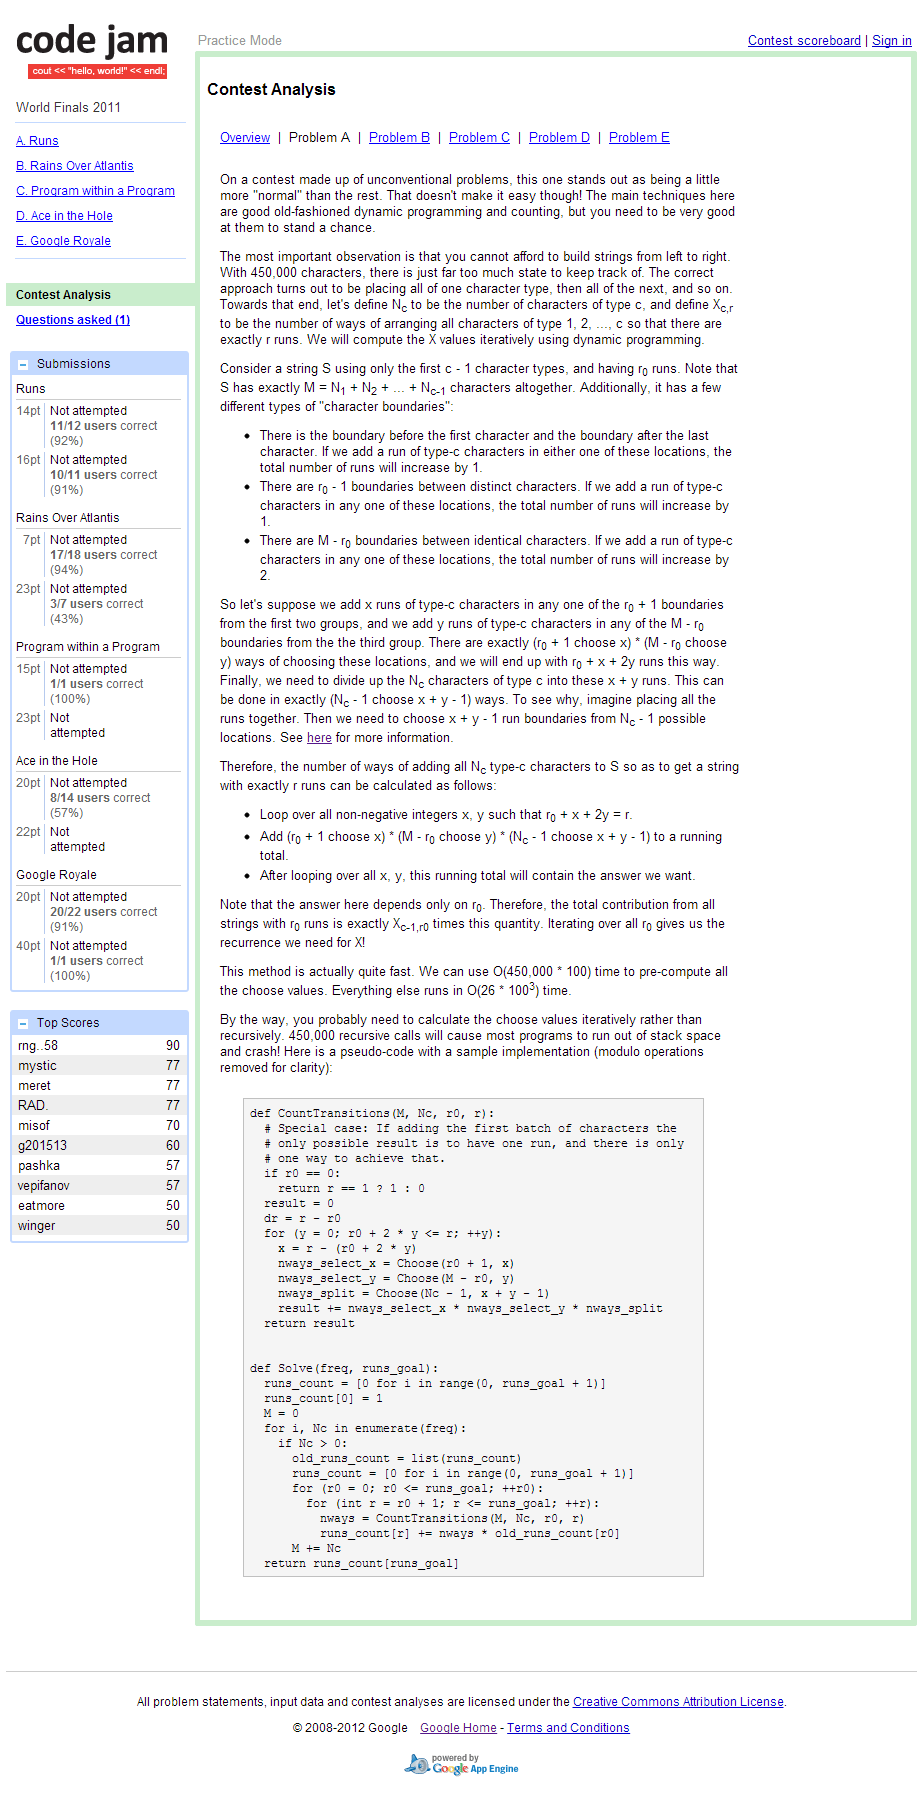 code jam
cout << "hello, world!" << endl;
Practice Mode
Contest scoreboard | Sign in
World Finals 2011
A. Runs
B. Rains Over Atlantis
C. Program within a Program
D. Ace in the Hole
E. Google Royale
Contest Analysis
Questions asked (1)
Submissions
Runs
14pt Not attempted
11/12 users correct
(92%)
16pt Not attempted
10/11 users correct
(91%)
Rains Over Atlantis
7pt Not attempted
17/18 users correct
(94%)
23pt Not attempted
3/7 users correct
(43%)
Program within a Program
15pt Not attempted
1/1 users correct
(100%)
23pt Not
attempted
Ace in the Hole
20pt Not attempted
8/14 users correct
(57%)
22pt Not
attempted
Google Royale
20pt Not attempted
20/22 users correct
(91%)
40pt Not attempted
1/1 users correct
(100%)
Top Scores
rng..58 90
mystic 77
meret 77
RAD. 77
misof 70
g201513 60
pashka 57
vepifanov 57
eatmore 50
winger 50
Contest Analysis
Overview | Problem A | Problem B | Problem C | Problem D | Problem E
On a contest made up of unconventional problems, this one stands out as being a little
more "normal" than the rest. That doesn't make it easy though! The main techniques here
are good old-fashioned dynamic programming and counting, but you need to be very good
at them to stand a chance.
The most important observation is that you cannot afford to build strings from left to right.
With 450,000 characters, there is just far too much state to keep track of. The correct
approach turns out to be placing all of one character type, then all of the next, and so on.
Towards that end, let's define Nc to be the number of characters of type c, and define Xc,r
to be the number of ways of arranging all characters of type 1, 2, ..., c so that there are
exactly r runs. We will compute the X values iteratively using dynamic programming.
Consider a string S using only the first c - 1 character types, and having r0 runs. Note that
S has exactly M = N1 + N2 + ... + Nc-1 characters altogether. Additionally, it has a few
different types of "character boundaries":
• There is the boundary before the first character and the boundary after the last
character. If we add a run of type-c characters in either one of these locations, the
total number of runs will increase by 1.
• There are r0 - 1 boundaries between distinct characters. If we add a run of type-c
characters in any one of these locations, the total number of runs will increase by
1.
• There are M - r0 boundaries between identical characters. If we add a run of type-c
characters in any one of these locations, the total number of runs will increase by
2.
So let's suppose we add x runs of type-c characters in any one of the r0 + 1 boundaries
from the first two groups, and we add y runs of type-c characters in any of the M - r0
boundaries from the the third group. There are exactly (r0 + 1 choose x) * (M - r0 choose
y) ways of choosing these locations, and we will end up with r0 + x + 2y runs this way.
Finally, we need to divide up the Nc characters of type c into these x + y runs. This can
be done in exactly (Nc - 1 choose x + y - 1) ways. To see why, imagine placing all the
runs together. Then we need to choose x + y - 1 run boundaries from Nc - 1 possible
locations. See here for more information.
Therefore, the number of ways of adding all Nc type-c characters to S so as to get a string
with exactly r runs can be calculated as follows:
• Loop over all non-negative integers x, y such that r0 + x + 2y = r.
• Add (r0 + 1 choose x) * (M - r0 choose y) * (Nc - 1 choose x + y - 1) to a running
total.
• After looping over all x, y, this running total will contain the answer we want.
Note that the answer here depends only on r0. Therefore, the total contribution from all
strings with r0 runs is exactly Xc-1,r0 times this quantity. Iterating over all r0 gives us the
recurrence we need for X!
This method is actually quite fast. We can use O(450,000 * 100) time to pre-compute all
the choose values. Everything else runs in O(26 * 100³) time.
By the way, you probably need to calculate the choose values iteratively rather than
recursively. 450,000 recursive calls will cause most programs to run out of stack space
and crash! Here is a pseudo-code with a sample implementation (modulo operations
removed for clarity):
def CountTransitions(M, Nc, r0, r):
  # Special case: If adding the first batch of characters the
  # only possible result is to have one run, and there is only
  # one way to achieve that.
  if r0 == 0:
    return r == 1 ? 1 : 0
  result = 0
  dr = r - r0
  for (y = 0; r0 + 2 * y <= r; ++y):
    x = r - (r0 + 2 * y)
    nways_select_x = Choose(r0 + 1, x)
    nways_select_y = Choose(M - r0, y)
    nways_split = Choose(Nc - 1, x + y - 1)
    result += nways_select_x * nways_select_y * nways_split
  return result
def Solve(freq, runs_goal):
  runs_count = [0 for i in range(0, runs_goal + 1)]
  runs_count[0] = 1
  M = 0
  for i, Nc in enumerate(freq):
    if Nc > 0:
      old_runs_count = list(runs_count)
      runs_count = [0 for i in range(0, runs_goal + 1)]
      for (r0 = 0; r0 <= runs_goal; ++r0):
        for (int r = r0 + 1; r <= runs_goal; ++r):
          nways = CountTransitions(M, Nc, r0, r)
          runs_count[r] += nways * old_runs_count[r0]
      M += Nc
  return runs_count[runs_goal]
All problem statements, input data and contest analyses are licensed under the Creative Commons Attribution License.
© 2008-2012 Google Google Home - Terms and Conditions
powered by
Google App Engine